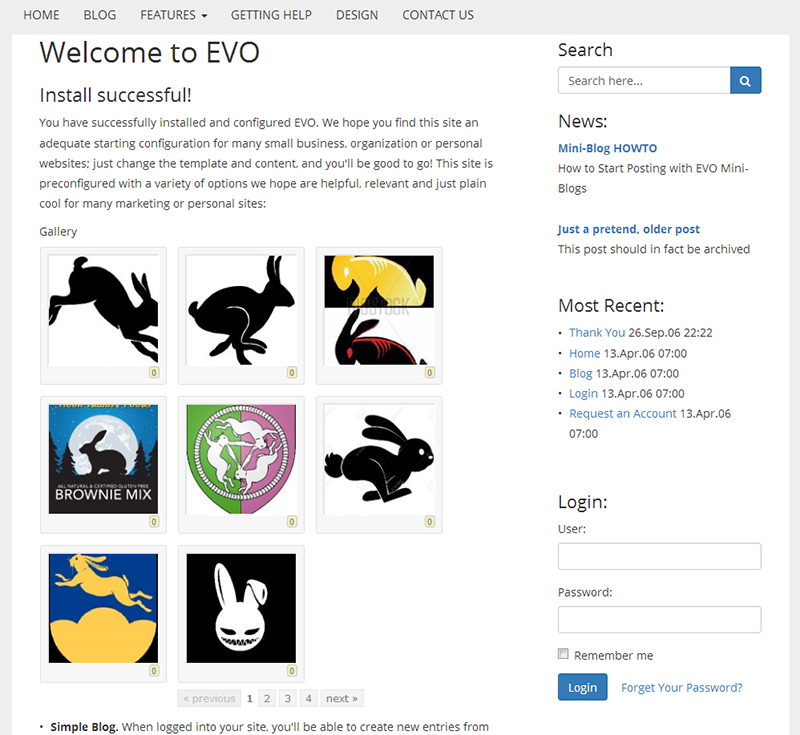 HOME BLOG FEATURES GETTING HELP DESIGN CONTACT US
Welcome to EVO
Install successful!
You have successfully installed and configured EVO. We hope you find this site an
adequate starting configuration for many small business, organization or personal
websites; just change the template and content, and you'll be good to go! This site is
preconfigured with a variety of options we hope are helpful, relevant and just plain
cool for many marketing or personal sites:
Gallery
0 0 0
ALL NATURAL & CERTIFIED GLUTEN FREE
BROWNIE MIX
0 0 0
0 0
« previous 1 2 3 4 next »
• Simple Blog. When logged into your site, you'll be able to create new entries from
Search
Search here...
News:
Mini-Blog HOWTO
How to Start Posting with EVO Mini-
Blogs
Just a pretend, older post
This post should in fact be archived
Most Recent:
• Thank You 26.Sep.06 22:22
• Home 13.Apr.06 07:00
• Blog 13.Apr.06 07:00
• Login 13.Apr.06 07:00
• Request an Account 13.Apr.06
07:00
Login:
User:
Password:
Remember me
Login Forget Your Password?